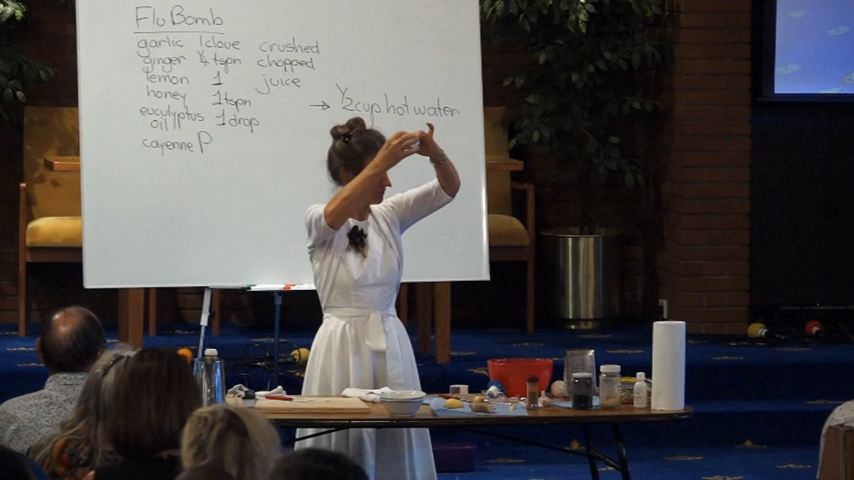 Flu Bomb
garlic 1 clove crushed
ginger ¼ tspn chopped
lemon 1 juice
honey 1 tspn
→ ½ cup hot water
euculyptus 1 drop
oil
cayenne P